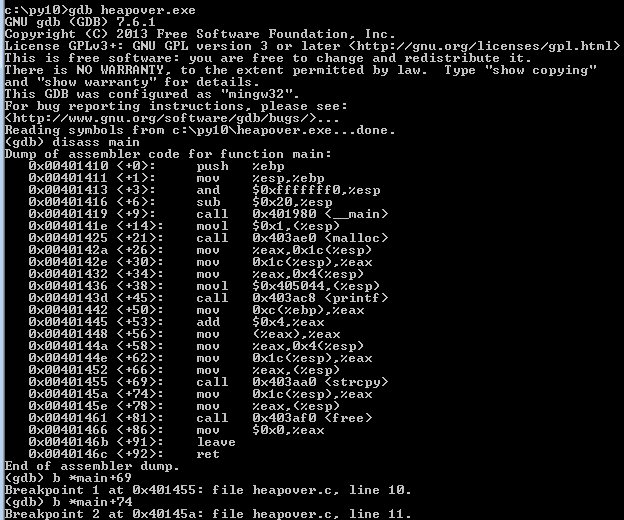 c:\py10>gdb heapover.exe
GNU gdb (GDB) 7.6.1
Copyright (C) 2013 Free Software Foundation, Inc.
License GPLv3+: GNU GPL version 3 or later <http://gnu.org/licenses/gpl.html>
This is free software: you are free to change and redistribute it.
There is NO WARRANTY, to the extent permitted by law.  Type "show copying"
and "show warranty" for details.
This GDB was configured as "mingw32".
For bug reporting instructions, please see:
<http://www.gnu.org/software/gdb/bugs/>...
Reading symbols from c:\py10\heapover.exe...done.
(gdb) disass main
Dump of assembler code for function main:
   0x00401410 <+0>:     push   %ebp
   0x00401411 <+1>:     mov    %esp,%ebp
   0x00401413 <+3>:     and    $0xfffffff0,%esp
   0x00401416 <+6>:     sub    $0x20,%esp
   0x00401419 <+9>:     call   0x401980 <__main>
   0x0040141e <+14>:    movl   $0x1,(%esp)
   0x00401425 <+21>:    call   0x403ae0 <malloc>
   0x0040142a <+26>:    mov    %eax,0x1c(%esp)
   0x0040142e <+30>:    mov    0x1c(%esp),%eax
   0x00401432 <+34>:    mov    %eax,0x4(%esp)
   0x00401436 <+38>:    movl   $0x405044,(%esp)
   0x0040143d <+45>:    call   0x403ac8 <printf>
   0x00401442 <+50>:    mov    0xc(%ebp),%eax
   0x00401445 <+53>:    add    $0x4,%eax
   0x00401448 <+56>:    mov    (%eax),%eax
   0x0040144a <+58>:    mov    %eax,0x4(%esp)
   0x0040144e <+62>:    mov    0x1c(%esp),%eax
   0x00401452 <+66>:    mov    %eax,(%esp)
   0x00401455 <+69>:    call   0x403aa0 <strcpy>
   0x0040145a <+74>:    mov    0x1c(%esp),%eax
   0x0040145e <+78>:    mov    %eax,(%esp)
   0x00401461 <+81>:    call   0x403af0 <free>
   0x00401466 <+86>:    mov    $0x0,%eax
   0x0040146b <+91>:    leave
   0x0040146c <+92>:    ret
End of assembler dump.
(gdb) b *main+69
Breakpoint 1 at 0x401455: file heapover.c, line 10.
(gdb) b *main+74
Breakpoint 2 at 0x40145a: file heapover.c, line 11.